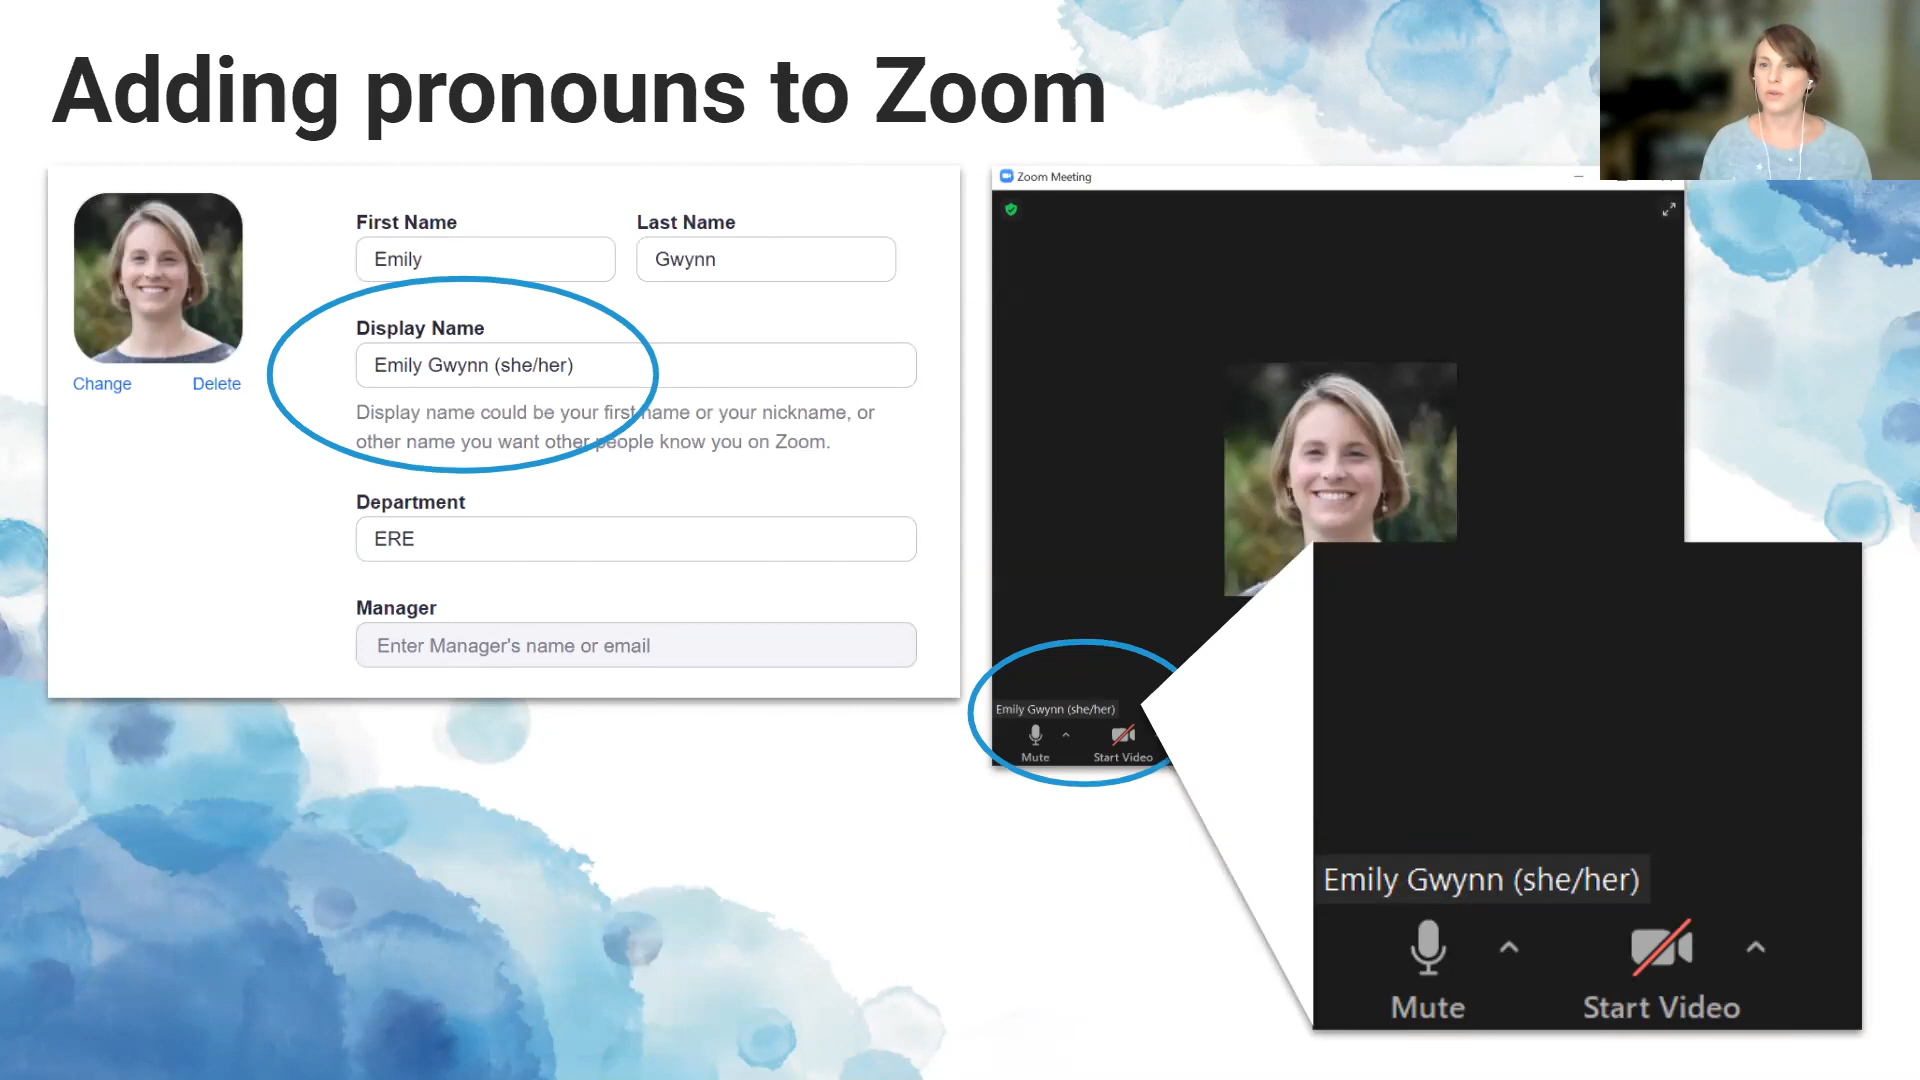 Adding pronouns to Zoom
First Name
Last Name
Emily
Gwynn
Display Name
Emily Gwynn (she/her)
Display name could be your first name or your nickname, or
other name you want other people know you on Zoom.
Change
Delete
Department
ERE
Manager
Enter Manager's name or email
Zoom Meeting
Emily Gwynn (she/her)
Mute
Start Video
Emily Gwynn (she/her)
Mute
Start Video